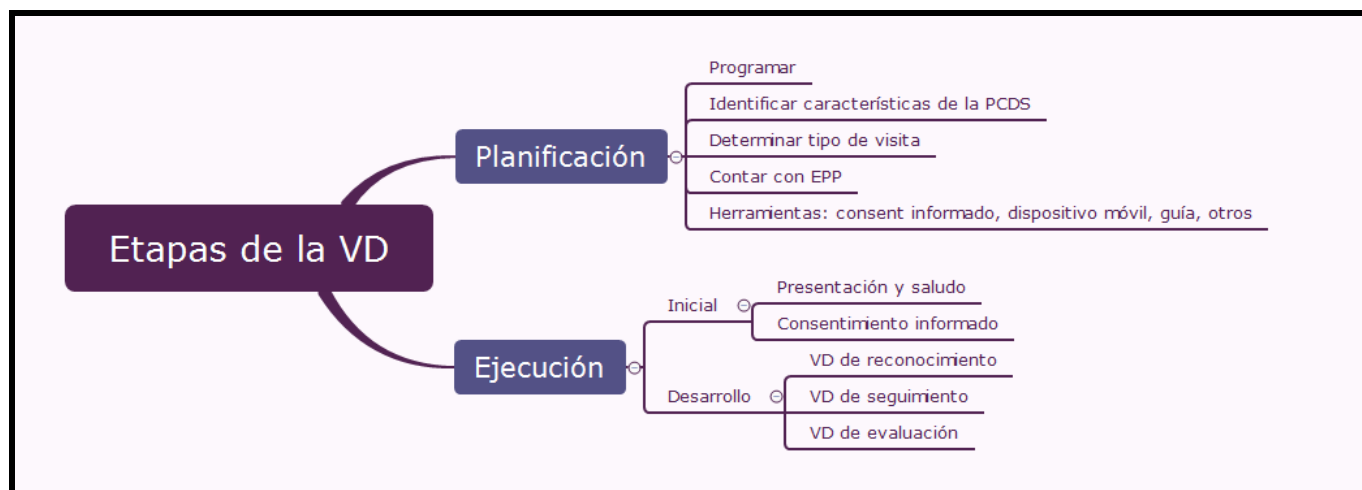 Etapas de la VD
Planificación
Programar
Identificar características de la PCDS
Determinar tipo de visita
Contar con EPP
Herramientas: consent informado, dispositivo móvil, guía, otros
Ejecución
Inicial
Presentación y saludo
Consentimiento informado
Desarrollo
VD de reconocimiento
VD de seguimiento
VD de evaluación